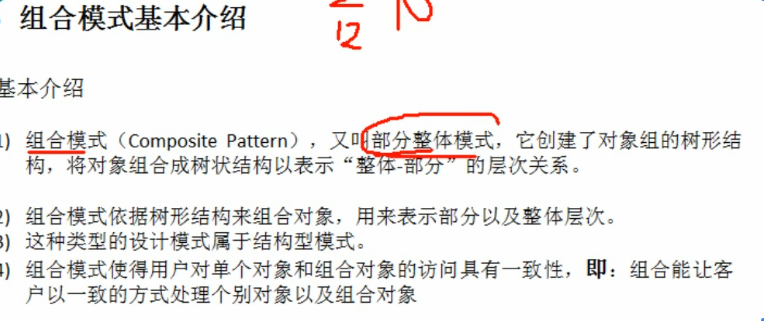 组合模式基本介绍
12 N
基本介绍
1) 组合模式（Composite Pattern），又叫部分整体模式，它创建了对象组的树形结
构，将对象组合成树状结构以表示“整体-部分”的层次关系。
2) 组合模式依据树形结构来组合对象，用来表示部分以及整体层次。
3) 这种类型的设计模式属于结构型模式。
4) 组合模式使得用户对单个对象和组合对象的访问具有一致性，即：组合能让客
户以一致的方式处理个别对象以及组合对象